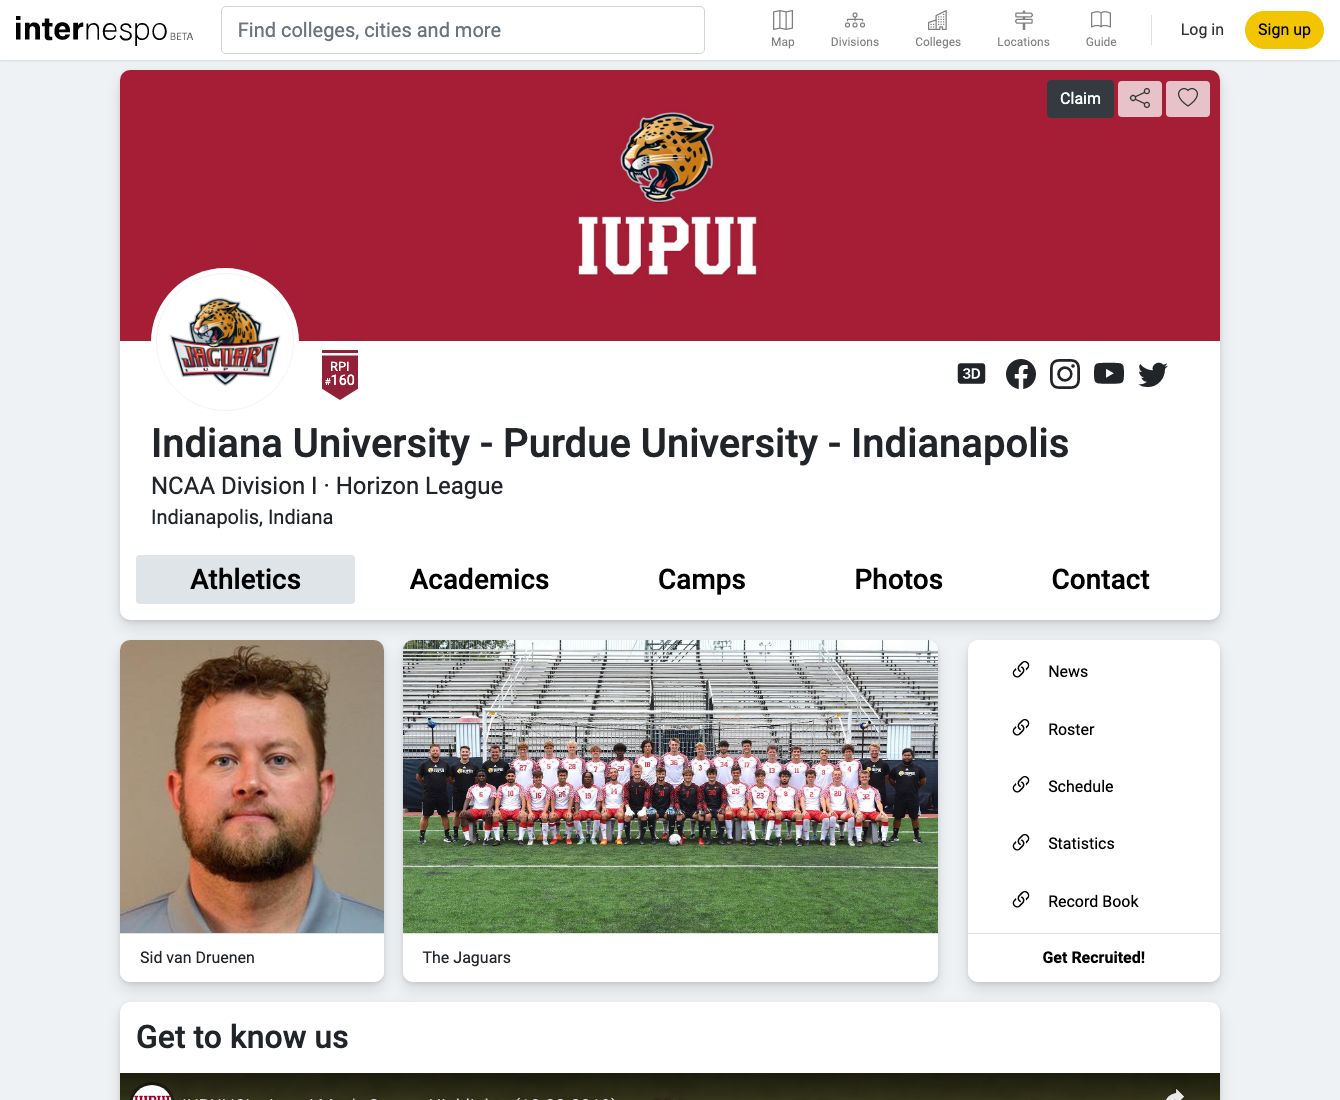 internespo BETA
Find colleges, cities and more
Map
Divisions
Colleges
Locations
Guide
Log in
Sign up
Claim
IUPUI
JAGUARS
IUPUI
RPI
#160
3D
Indiana University - Purdue University - Indianapolis
NCAA Division I · Horizon League
Indianapolis, Indiana
Athletics
Academics
Camps
Photos
Contact
News
Roster
Schedule
Statistics
Record Book
Sid van Druenen
The Jaguars
Get Recruited!
Get to know us